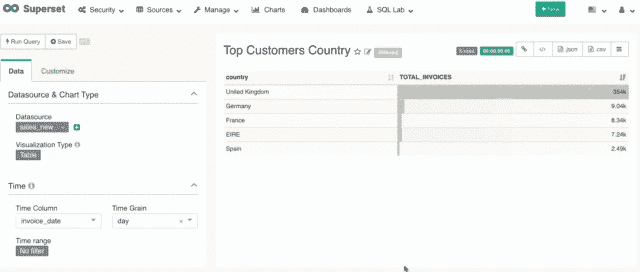 Superset Security Sources Manage Charts Dashboards SQL Lab New
Run Query Save
Data Customize
Datasource & Chart Type
Datasource
sales_new
Visualization Type
Table
Time
Time Column Time Grain
invoice_date day
Time range
No filter
Top Customers Country .json .csv
country TOTAL_INVOICES
United Kingdom 354k
Germany 9.04k
France 8.34k
EIRE 7.24k
Spain 2.49k